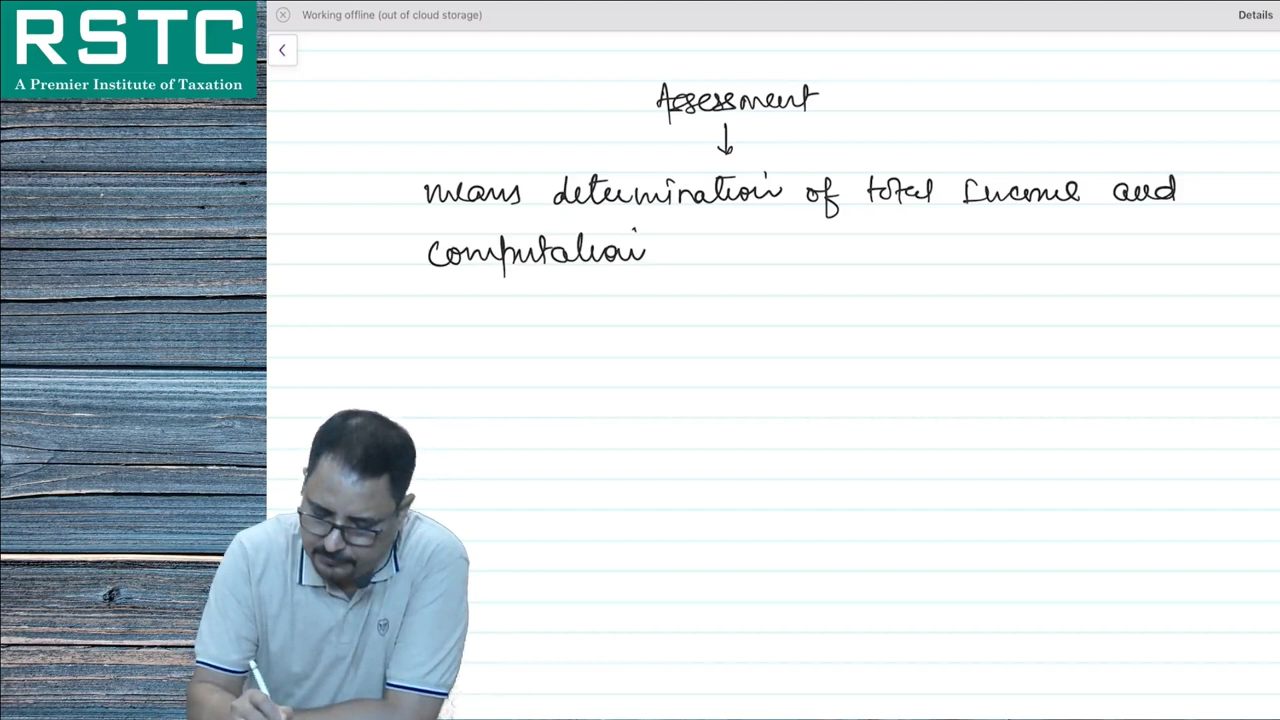 RSTC
A Premier Institute of Taxation
Working offline (out of cloud storage)
Details
Assessment
means determination of total Income and
computation